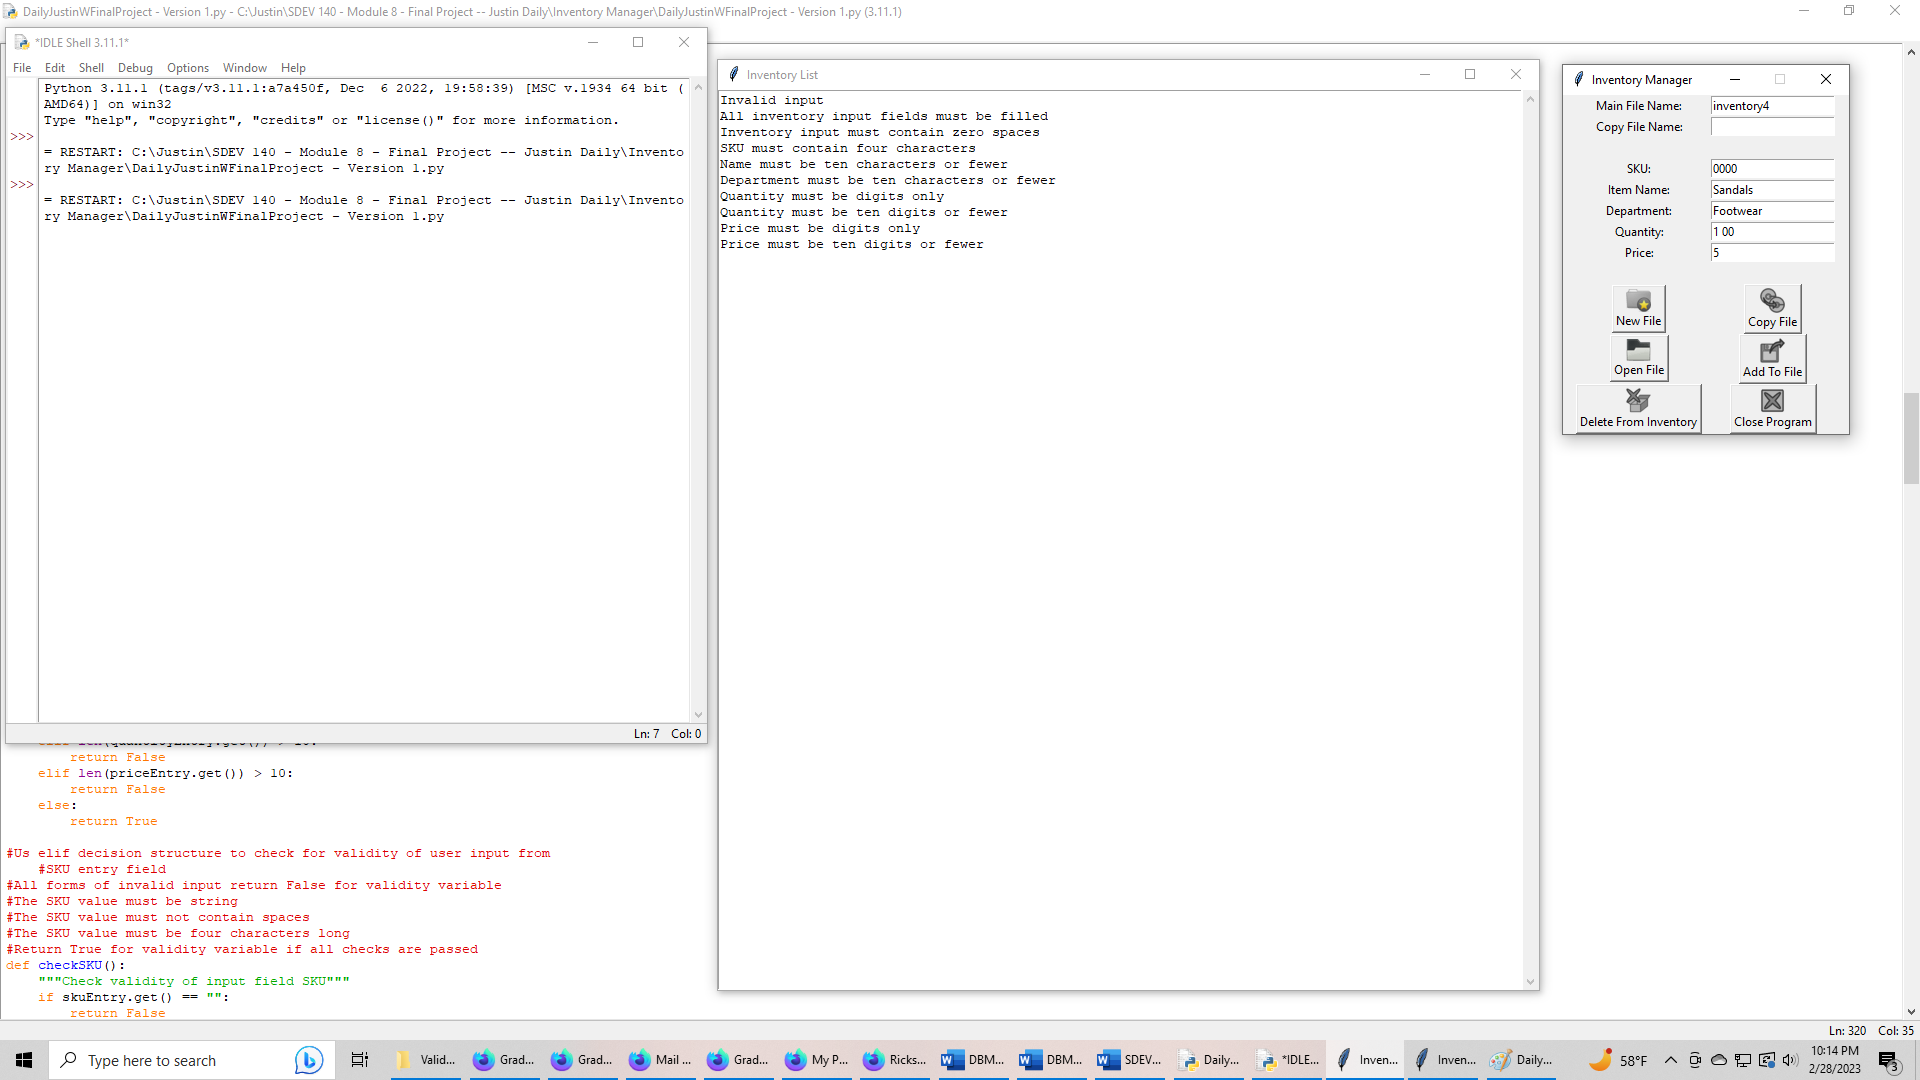 DailyJustinWFinalProject - Version 1.py - C:\Justin\SDEV 140 - Module 8 - Final Project -- Justin Daily\Inventory Manager\DailyJustinWFinalProject - Version 1.py (3.11.1)
*IDLE Shell 3.11.1*
File Edit Shell Debug Options Window Help
Python 3.11.1 (tags/v3.11.1:a7a450f, Dec  6 2022, 19:58:39) [MSC v.1934 64 bit (
AMD64)] on win32
Type "help", "copyright", "credits" or "license()" for more information.
>>>
= RESTART: C:\Justin\SDEV 140 - Module 8 - Final Project -- Justin Daily\Invento
ry Manager\DailyJustinWFinalProject - Version 1.py
>>>
= RESTART: C:\Justin\SDEV 140 - Module 8 - Final Project -- Justin Daily\Invento
ry Manager\DailyJustinWFinalProject - Version 1.py
Ln: 7 Col: 0
return False
elif len(priceEntry.get()) > 10:
return False
else:
return True
#Us elif decision structure to check for validity of user input from
#SKU entry field
#All forms of invalid input return False for validity variable
#The SKU value must be string
#The SKU value must not contain spaces
#The SKU value must be four characters long
#Return True for validity variable if all checks are passed
def checkSKU():
"""Check validity of input field SKU"""
if skuEntry.get() == "":
return False
Inventory List
Invalid input
All inventory input fields must be filled
Inventory input must contain zero spaces
SKU must contain four characters
Name must be ten characters or fewer
Department must be ten characters or fewer
Quantity must be digits only
Quantity must be ten digits or fewer
Price must be digits only
Price must be ten digits or fewer
Inventory Manager
Main File Name: inventory4
Copy File Name:
SKU: 0000
Item Name: Sandals
Department: Footwear
Quantity: 1 00
Price: 5
New File Copy File
Open File Add To File
Delete From Inventory Close Program
Ln: 320 Col: 35
Type here to search
Valid... Grad... Grad... Mail ... Grad... My P... Ricks... DBM... DBM... SDEV... Daily... *IDLE... Inven... Inven... Daily...
58°F
10:14 PM
2/28/2023
3